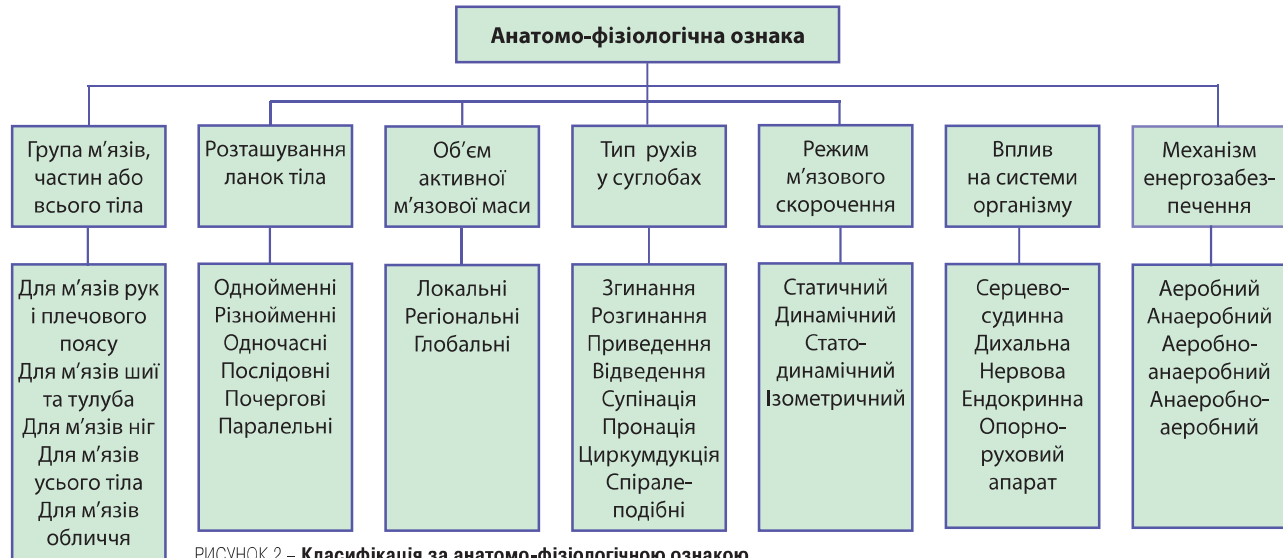 Анатомо-фізіологічна ознака
Група м’язів,
частин або
всього тіла
Розташування
ланок тіла
Об’єм
активної
м’язової маси
Тип рухів
у суглобах
Режим
м’язового
скорочення
Вплив
на системи
організму
Механізм
енергозабез-
печення
Для м’язів рук
і плечового
поясу
Для м’язів шиї
та тулуба
Для м’язів ніг
Для м’язів
усього тіла
Для м’язів
обличчя
Однойменні
Різнойменні
Одночасні
Послідовні
Почергові
Паралельні
Локальні
Регіональні
Глобальні
Згинання
Розгинання
Приведення
Відведення
Супінація
Пронація
Циркумдукція
Спірале-
подібні
Статичний
Динамічний
Стато-
динамічний
Ізометричний
Серцево-
судинна
Дихальна
Нервова
Ендокринна
Опорно-
руховий
апарат
Аеробний
Анаеробний
Аеробно-
анаеробний
Анаеробно-
аеробний
РИСУНОК 2 – Класифікація за анатомо-фізіологічною ознакою